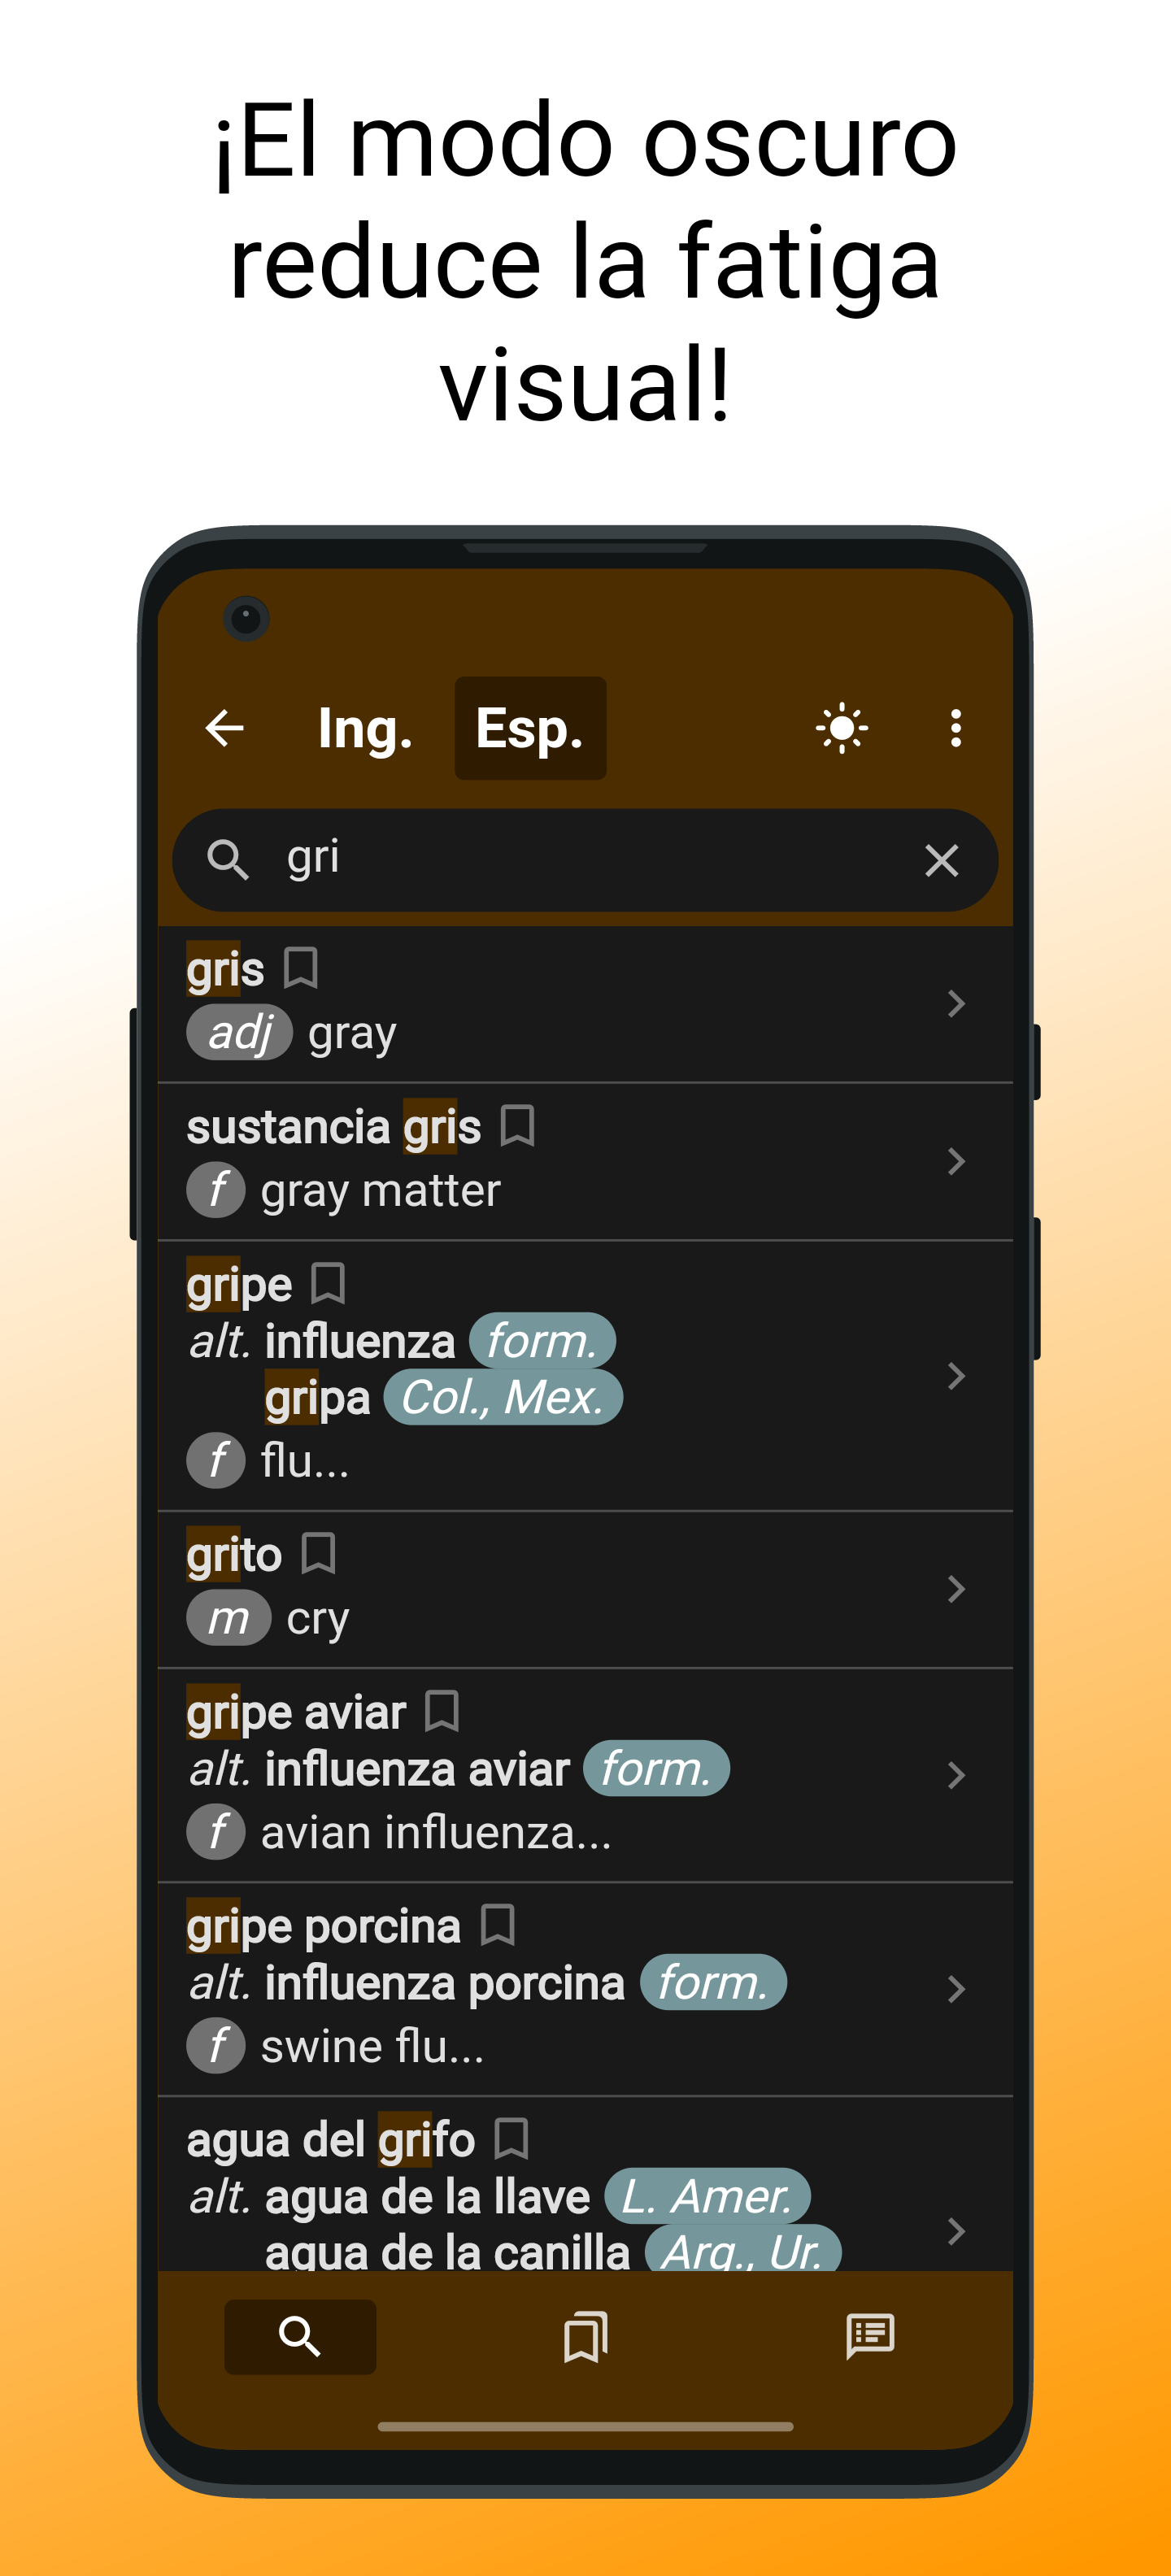 ¡El modo oscuro
reduce la fatiga
visual!
Ing. Esp.
gri
gris
adj gray
sustancia gris
f gray matter
gripe
alt. influenza form.
gripa Col., Mex.
f flu...
grito
m cry
gripe aviar
alt. influenza aviar form.
f avian influenza...
gripe porcina
alt. influenza porcina form.
f swine flu...
agua del grifo
alt. agua de la llave L. Amer.
agua de la canilla Arg., Ur.